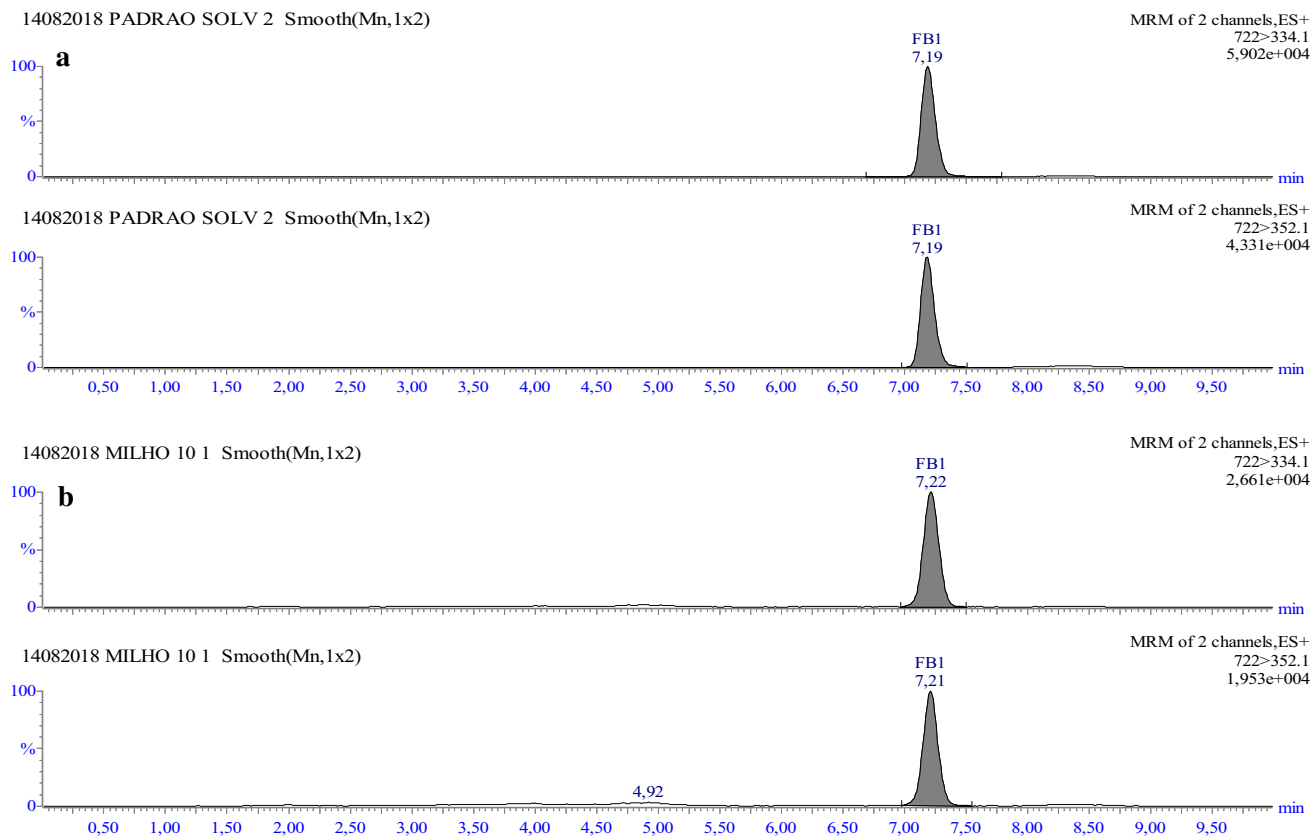 14082018 PADRAO SOLV 2 Smooth(Mn,1x2)
MRM of 2 channels,ES+
722>334.1
5,902e+004
a
FB1
7,19
100
%
0
min
14082018 PADRAO SOLV 2 Smooth(Mn,1x2)
MRM of 2 channels,ES+
722>352.1
4,331e+004
FB1
7,19
100
%
0
min
0,50 1,00 1,50 2,00 2,50 3,00 3,50 4,00 4,50 5,00 5,50 6,00 6,50 7,00 7,50 8,00 8,50 9,00 9,50
14082018 MILHO 10 1 Smooth(Mn,1x2)
MRM of 2 channels,ES+
722>334.1
2,661e+004
b
FB1
7,22
100
%
0
min
14082018 MILHO 10 1 Smooth(Mn,1x2)
MRM of 2 channels,ES+
722>352.1
1,953e+004
FB1
7,21
100
%
4,92
0
min
0,50 1,00 1,50 2,00 2,50 3,00 3,50 4,00 4,50 5,00 5,50 6,00 6,50 7,00 7,50 8,00 8,50 9,00 9,50